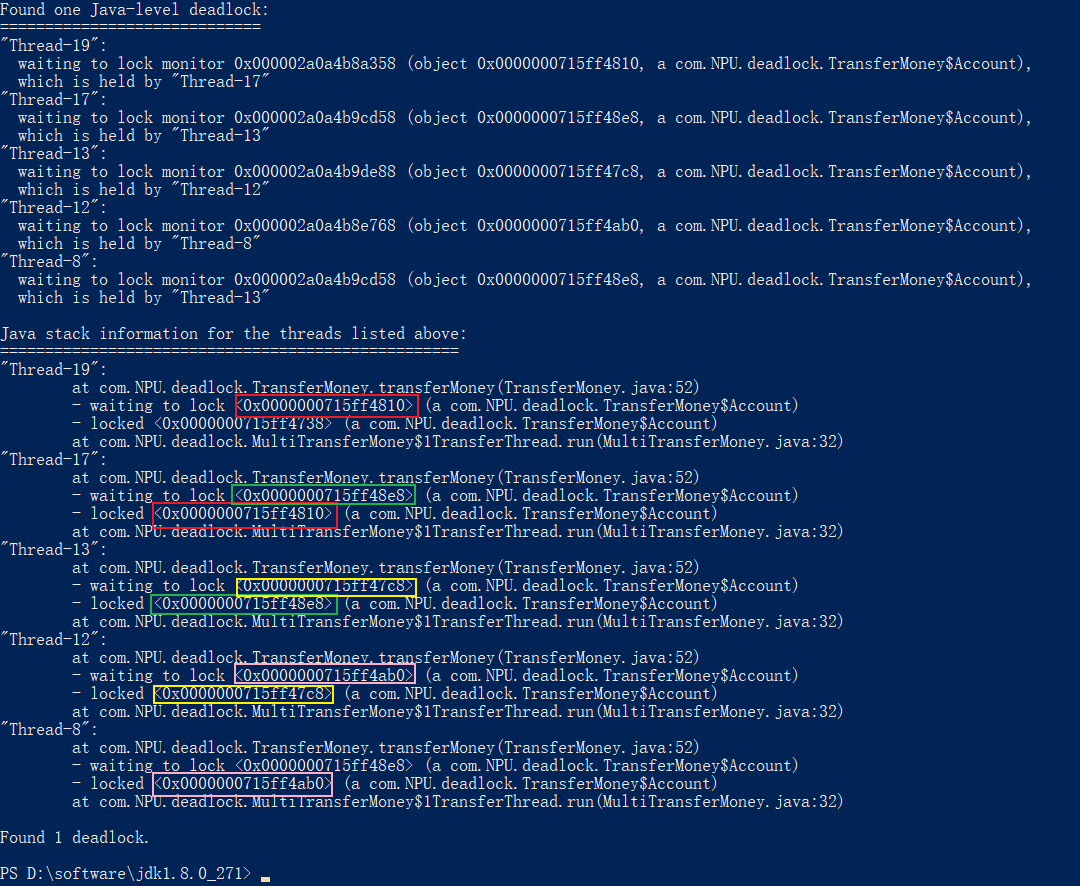 Found one Java-level deadlock:
=============================
"Thread-19":
  waiting to lock monitor 0x000002a0a4b8a358 (object 0x0000000715ff4810, a com.NPU.deadlock.TransferMoney$Account),
  which is held by "Thread-17"
"Thread-17":
  waiting to lock monitor 0x000002a0a4b9cd58 (object 0x0000000715ff48e8, a com.NPU.deadlock.TransferMoney$Account),
  which is held by "Thread-13"
"Thread-13":
  waiting to lock monitor 0x000002a0a4b9de88 (object 0x0000000715ff47c8, a com.NPU.deadlock.TransferMoney$Account),
  which is held by "Thread-12"
"Thread-12":
  waiting to lock monitor 0x000002a0a4b8e768 (object 0x0000000715ff4ab0, a com.NPU.deadlock.TransferMoney$Account),
  which is held by "Thread-8"
"Thread-8":
  waiting to lock monitor 0x000002a0a4b9cd58 (object 0x0000000715ff48e8, a com.NPU.deadlock.TransferMoney$Account),
  which is held by "Thread-13"

Java stack information for the threads listed above:
===================================================
"Thread-19":
        at com.NPU.deadlock.TransferMoney.transferMoney(TransferMoney.java:52)
        - waiting to lock <0x0000000715ff4810> (a com.NPU.deadlock.TransferMoney$Account)
        - locked <0x0000000715ff4738> (a com.NPU.deadlock.TransferMoney$Account)
        at com.NPU.deadlock.MultiTransferMoney$1TransferThread.run(MultiTransferMoney.java:32)
"Thread-17":
        at com.NPU.deadlock.TransferMoney.transferMoney(TransferMoney.java:52)
        - waiting to lock <0x0000000715ff48e8> (a com.NPU.deadlock.TransferMoney$Account)
        - locked <0x0000000715ff4810> (a com.NPU.deadlock.TransferMoney$Account)
        at com.NPU.deadlock.MultiTransferMoney$1TransferThread.run(MultiTransferMoney.java:32)
"Thread-13":
        at com.NPU.deadlock.TransferMoney.transferMoney(TransferMoney.java:52)
        - waiting to lock <0x0000000715ff47c8> (a com.NPU.deadlock.TransferMoney$Account)
        - locked <0x0000000715ff48e8> (a com.NPU.deadlock.TransferMoney$Account)
        at com.NPU.deadlock.MultiTransferMoney$1TransferThread.run(MultiTransferMoney.java:32)
"Thread-12":
        at com.NPU.deadlock.TransferMoney.transferMoney(TransferMoney.java:52)
        - waiting to lock <0x0000000715ff4ab0> (a com.NPU.deadlock.TransferMoney$Account)
        - locked <0x0000000715ff47c8> (a com.NPU.deadlock.TransferMoney$Account)
        at com.NPU.deadlock.MultiTransferMoney$1TransferThread.run(MultiTransferMoney.java:32)
"Thread-8":
        at com.NPU.deadlock.TransferMoney.transferMoney(TransferMoney.java:52)
        - waiting to lock <0x0000000715ff48e8> (a com.NPU.deadlock.TransferMoney$Account)
        - locked <0x0000000715ff4ab0> (a com.NPU.deadlock.TransferMoney$Account)
        at com.NPU.deadlock.MultiTransferMoney$1TransferThread.run(MultiTransferMoney.java:32)

Found 1 deadlock.

PS D:\software\jdk1.8.0_271>